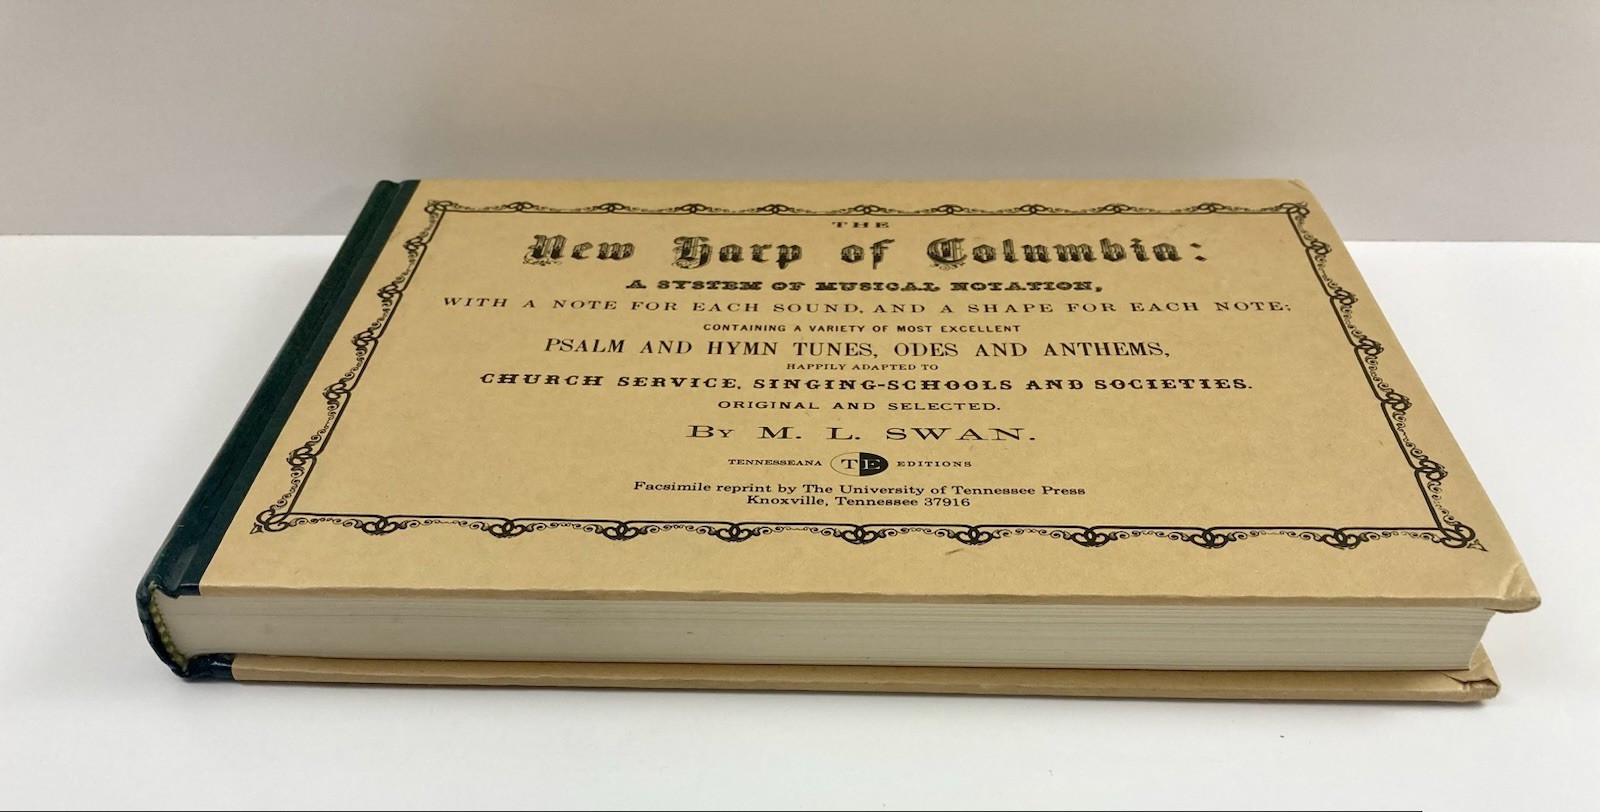 THE
New Harp of Columbia:
A SYSTEM OF MUSICAL NOTATION,
WITH A NOTE FOR EACH SOUND, AND A SHAPE FOR EACH NOTE;
CONTAINING A VARIETY OF MOST EXCELLENT
PSALM AND HYMN TUNES, ODES AND ANTHEMS,
HAPPILY ADAPTED TO
CHURCH SERVICE, SINGING-SCHOOLS AND SOCIETIES.
ORIGINAL AND SELECTED.
BY M. L. SWAN.
TENNESSEANA TE EDITIONS
Facsimile reprint by The University of Tennessee Press
Knoxville, Tennessee 37916